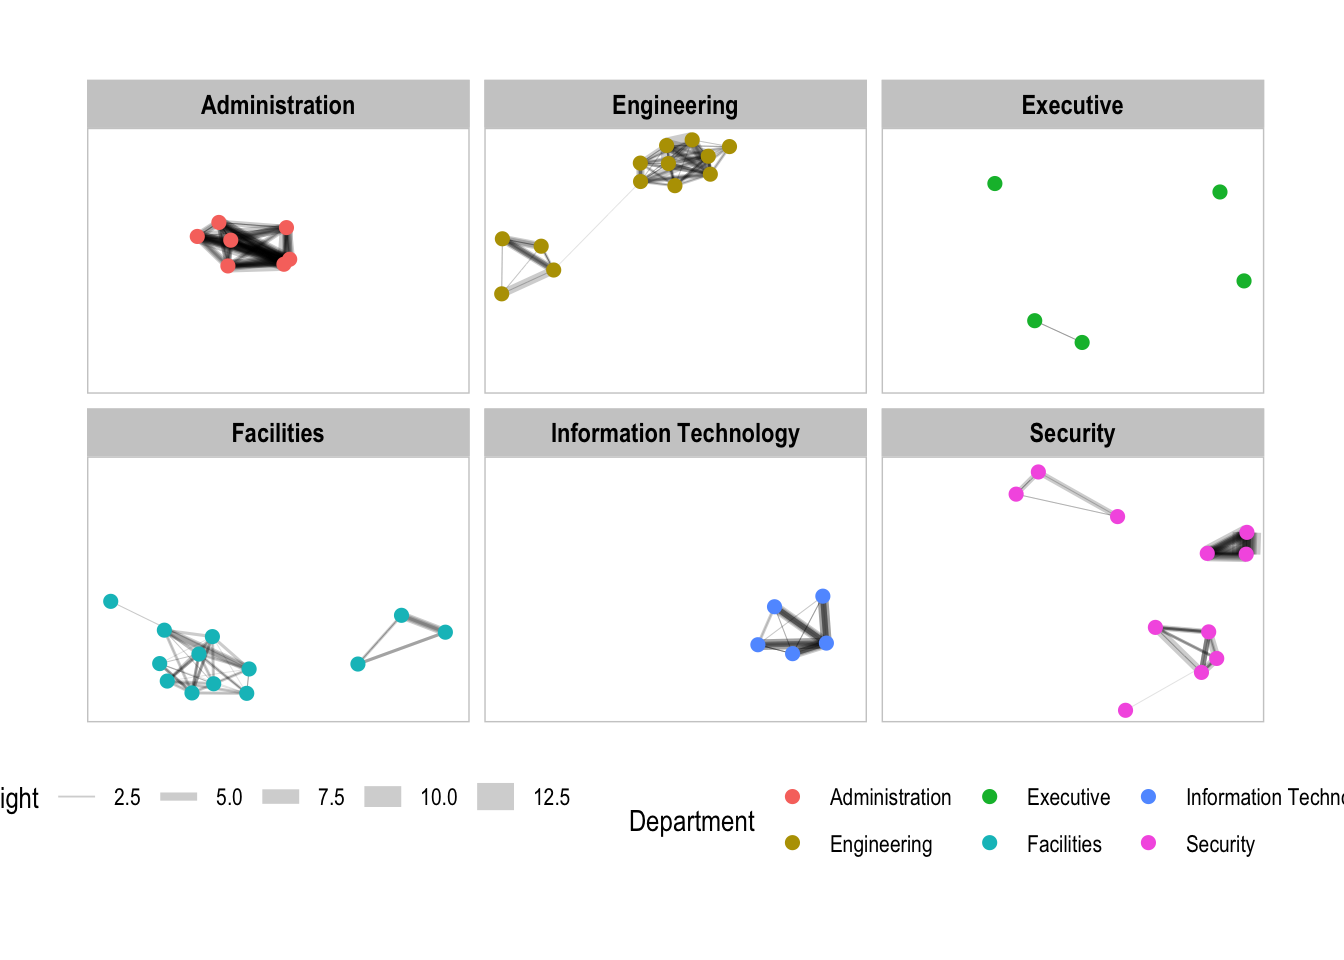 Administration
Engineering
Executive
Facilities
Information Technology
Security
ight 2.5 5.0 7.5 10.0 12.5
Department
Administration Executive Information Techno
Engineering Facilities Security